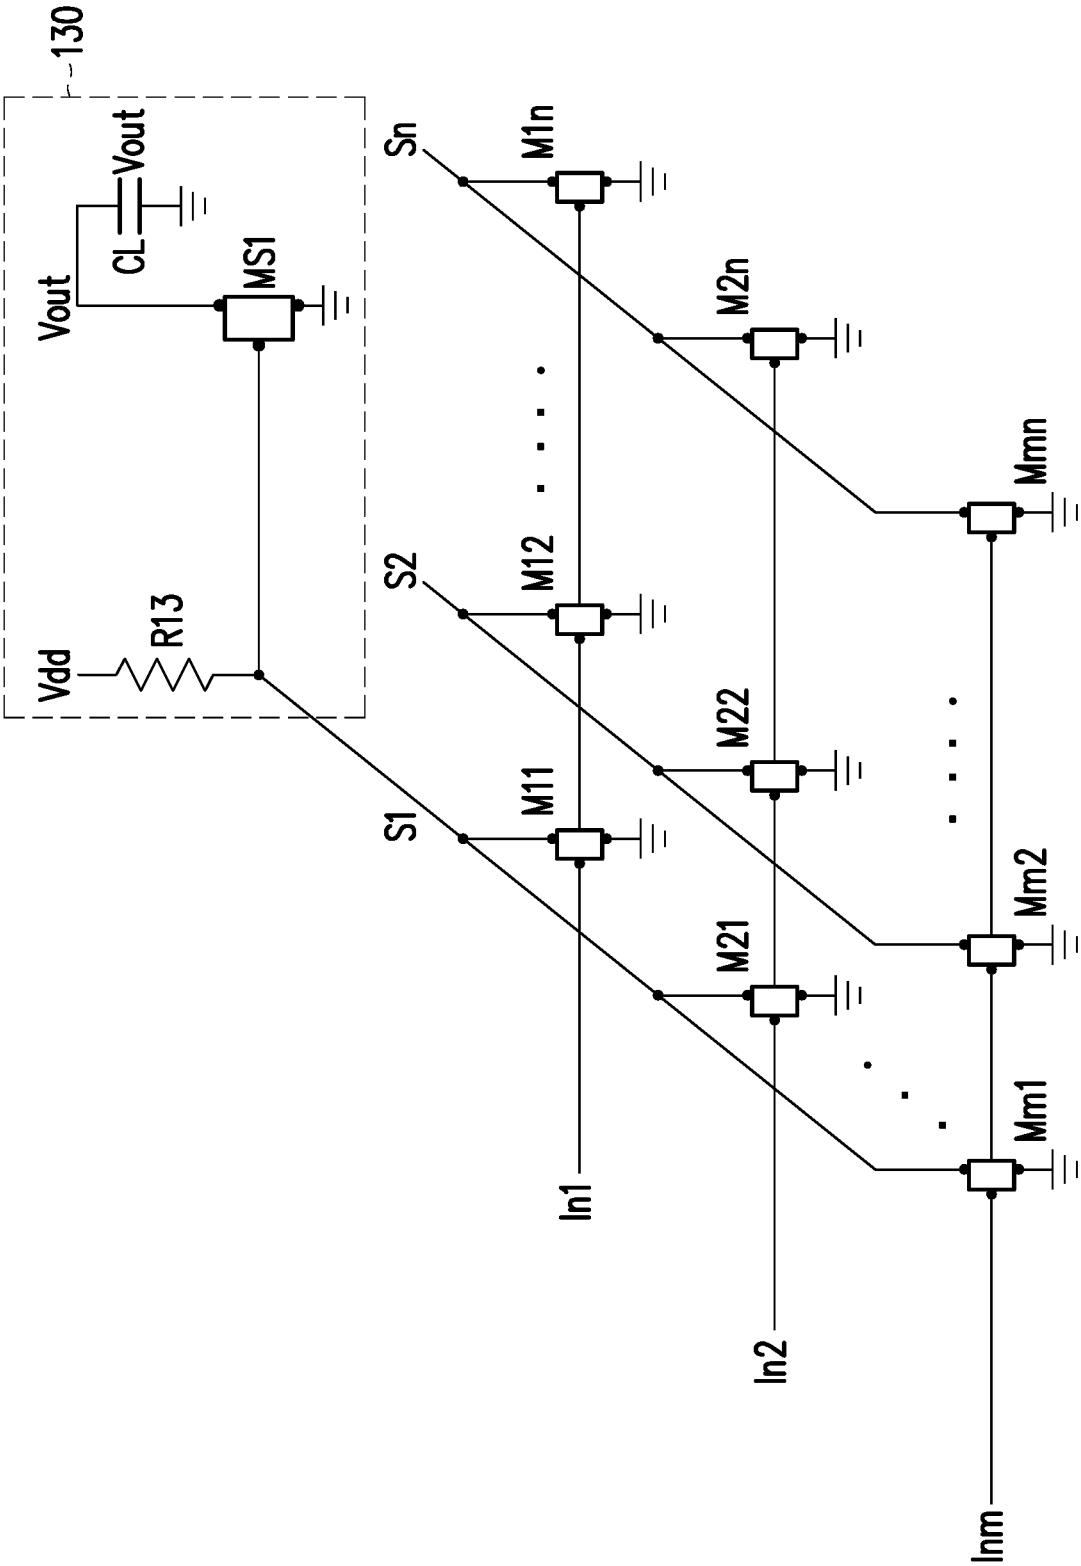 130
Vdd
Vout
R13
CL
Vout
MS1
S1
S2
Sn
M11
M12
M1n
In1
M21
M22
M2n
In2
Mm1
Mm2
Mmn
Inm